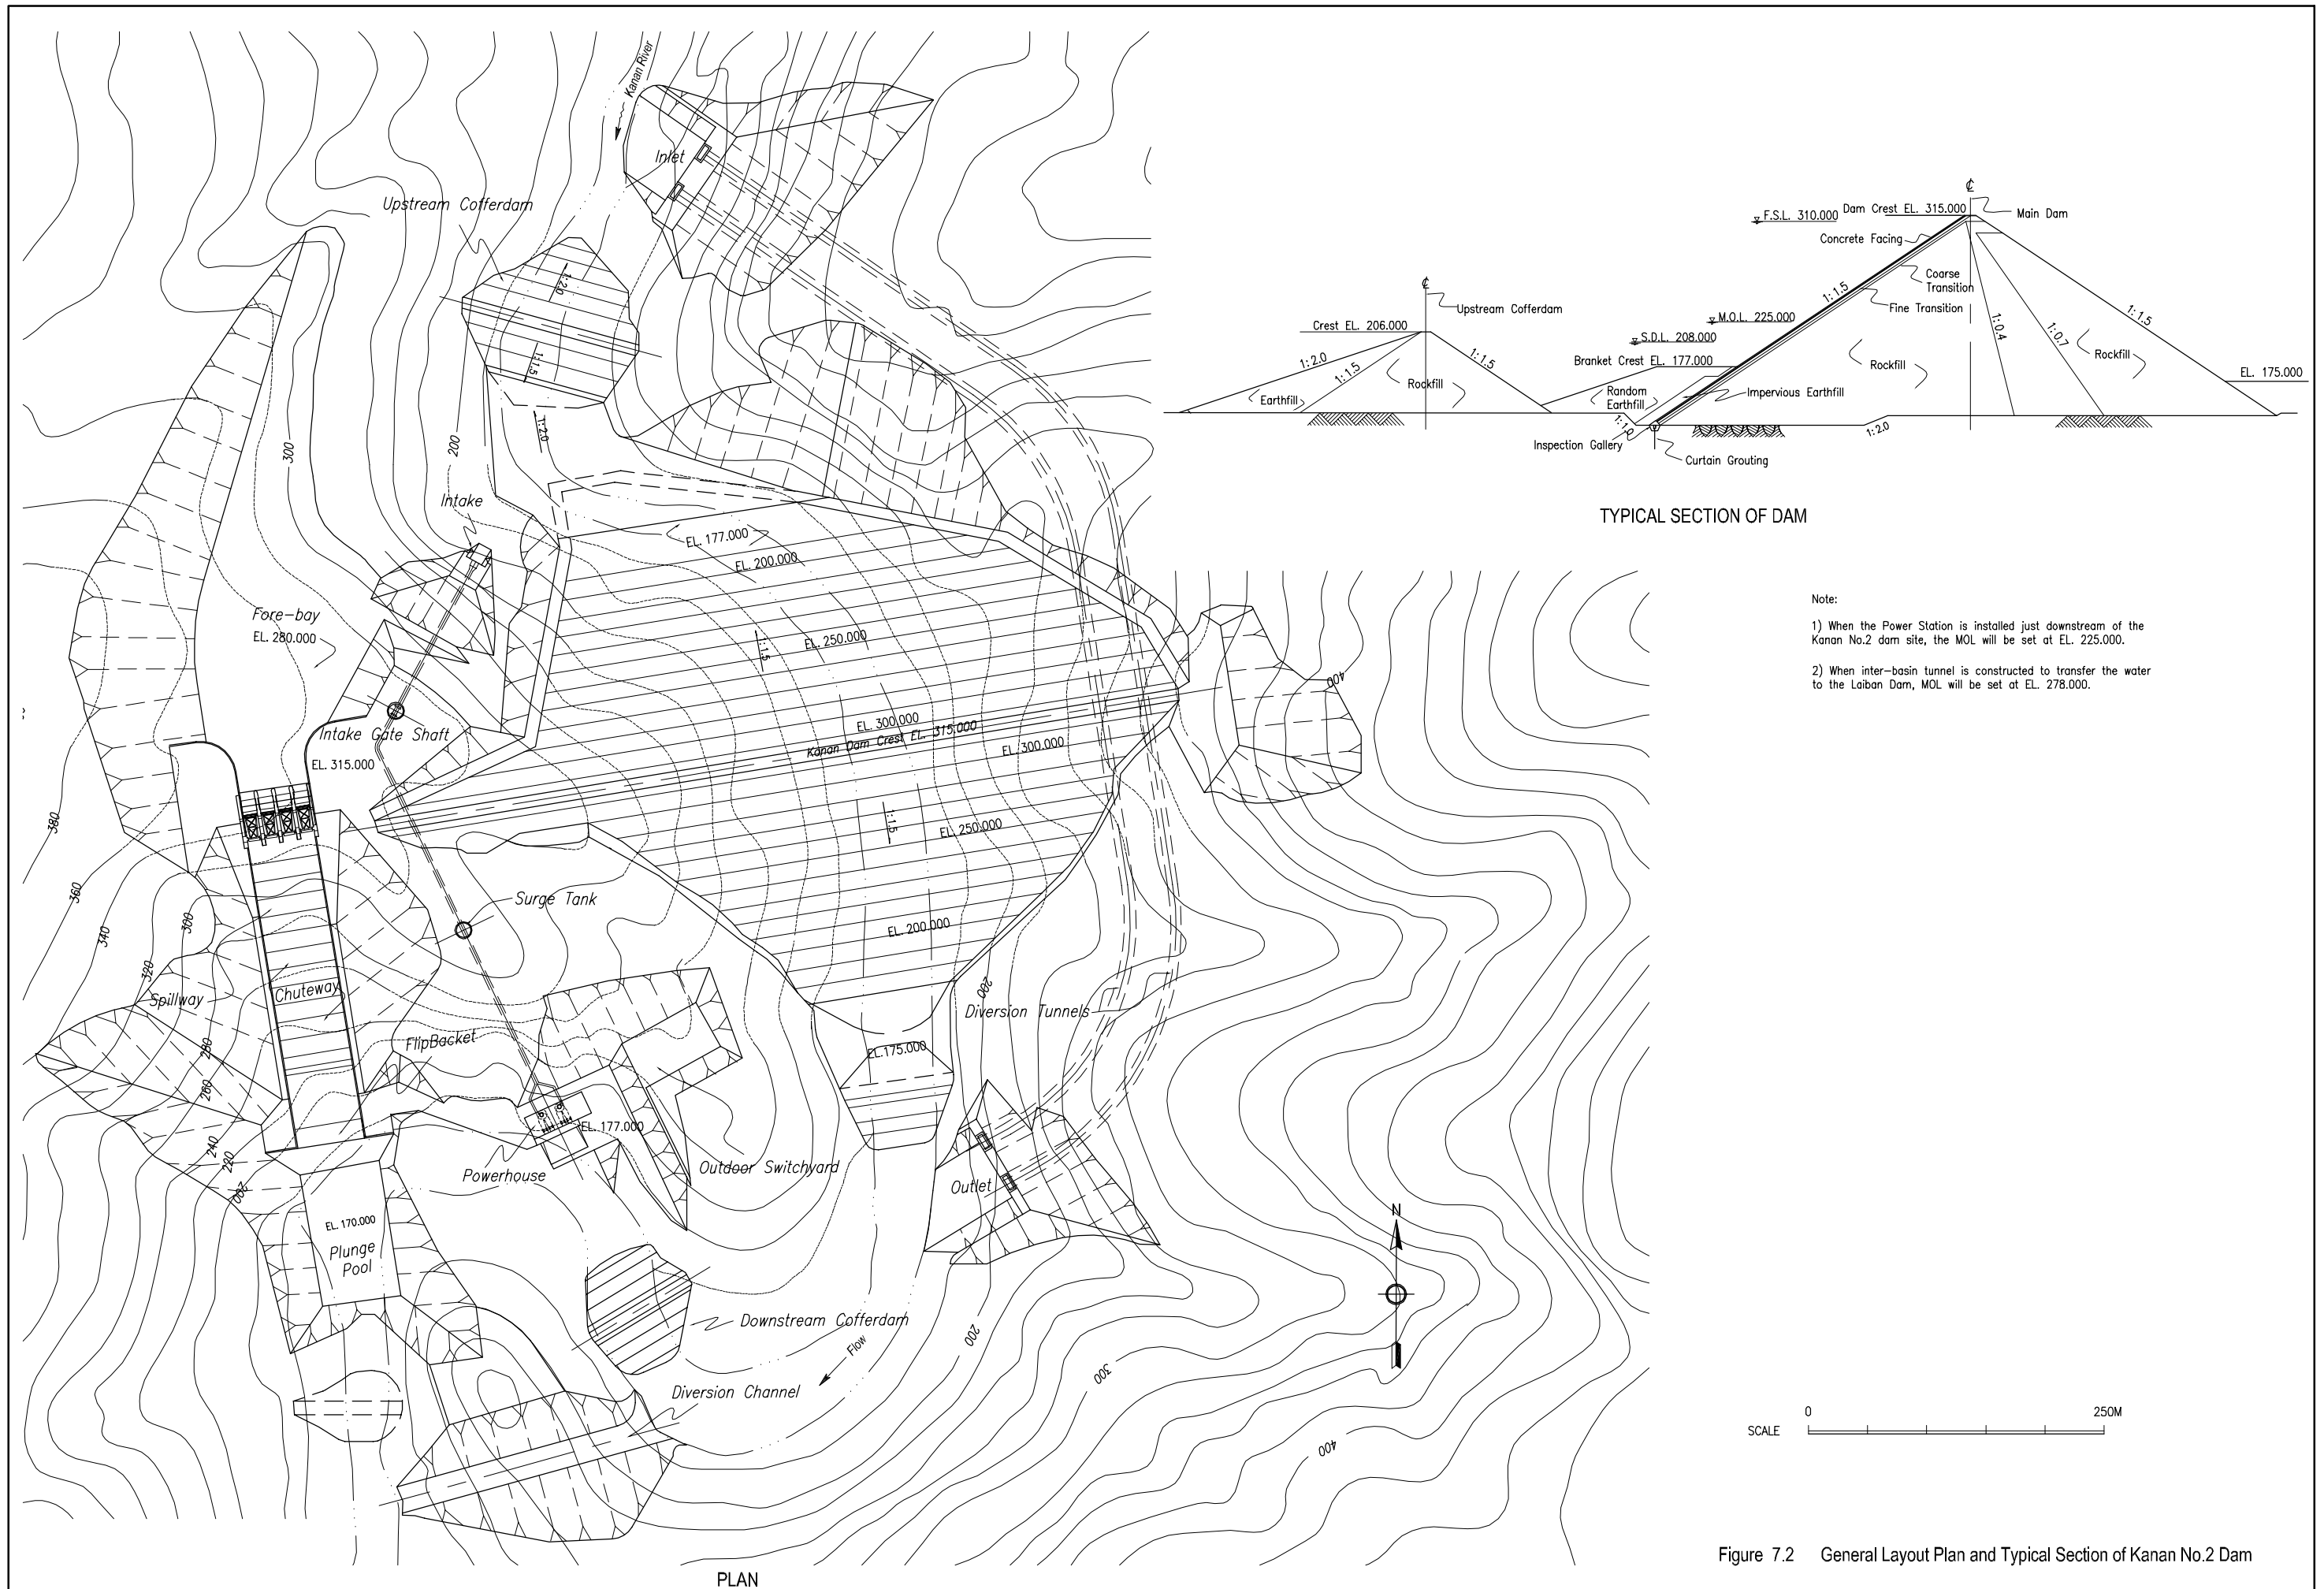 Kanan River
Inlet
Upstream Cofferdam
1:2.0
1:1.5
1:2.0
300
200
Intake
EL. 177.000
EL. 200.000
Fore-bay
EL. 280.000
EL. 250.000
1:1.5
400
EL. 300.000
Kanan Dam Crest EL. 315.000
EL. 300.000
Intake Gate Shaft
EL. 315.000
380
1:1.5
EL. 250.000
360
300
340
320
Surge Tank
EL. 200.000
Spillway
Chuteway
200
Diversion Tunnels
FlipBacket
280
260
EL.175.000
240
220
200
EL. 177.000
Powerhouse
Outdoor Switchyard
Outlet
EL. 170.000
Plunge
Pool
Downstream Cofferdam
Flow
200
300
Diversion Channel
400
N
PLAN
℄
Main Dam
F.S.L. 310.000
Dam Crest EL. 315.000
Concrete Facing
Coarse
Transition
Fine Transition
1:1.5
℄
Upstream Cofferdam
Crest EL. 206.000
M.O.L. 225.000
S.D.L. 208.000
Branket Crest EL. 177.000
1:2.0
1:1.5
1:1.5
Rockfill
Earthfill
Random
Earthfill
Impervious Earthfill
1:0.4
1:0.7
1:1.5
Rockfill
Rockfill
EL. 175.000
1:1.0
1:2.0
Inspection Gallery
Curtain Grouting
TYPICAL SECTION OF DAM
Note:
1) When the Power Station is installed just downstream of the
Kanan No.2 dam site, the MOL will be set at EL. 225.000.
2) When inter-basin tunnel is constructed to transfer the water
to the Laiban Dam, MOL will be set at EL. 278.000.
0
250M
SCALE
Figure 7.2 General Layout Plan and Typical Section of Kanan No.2 Dam